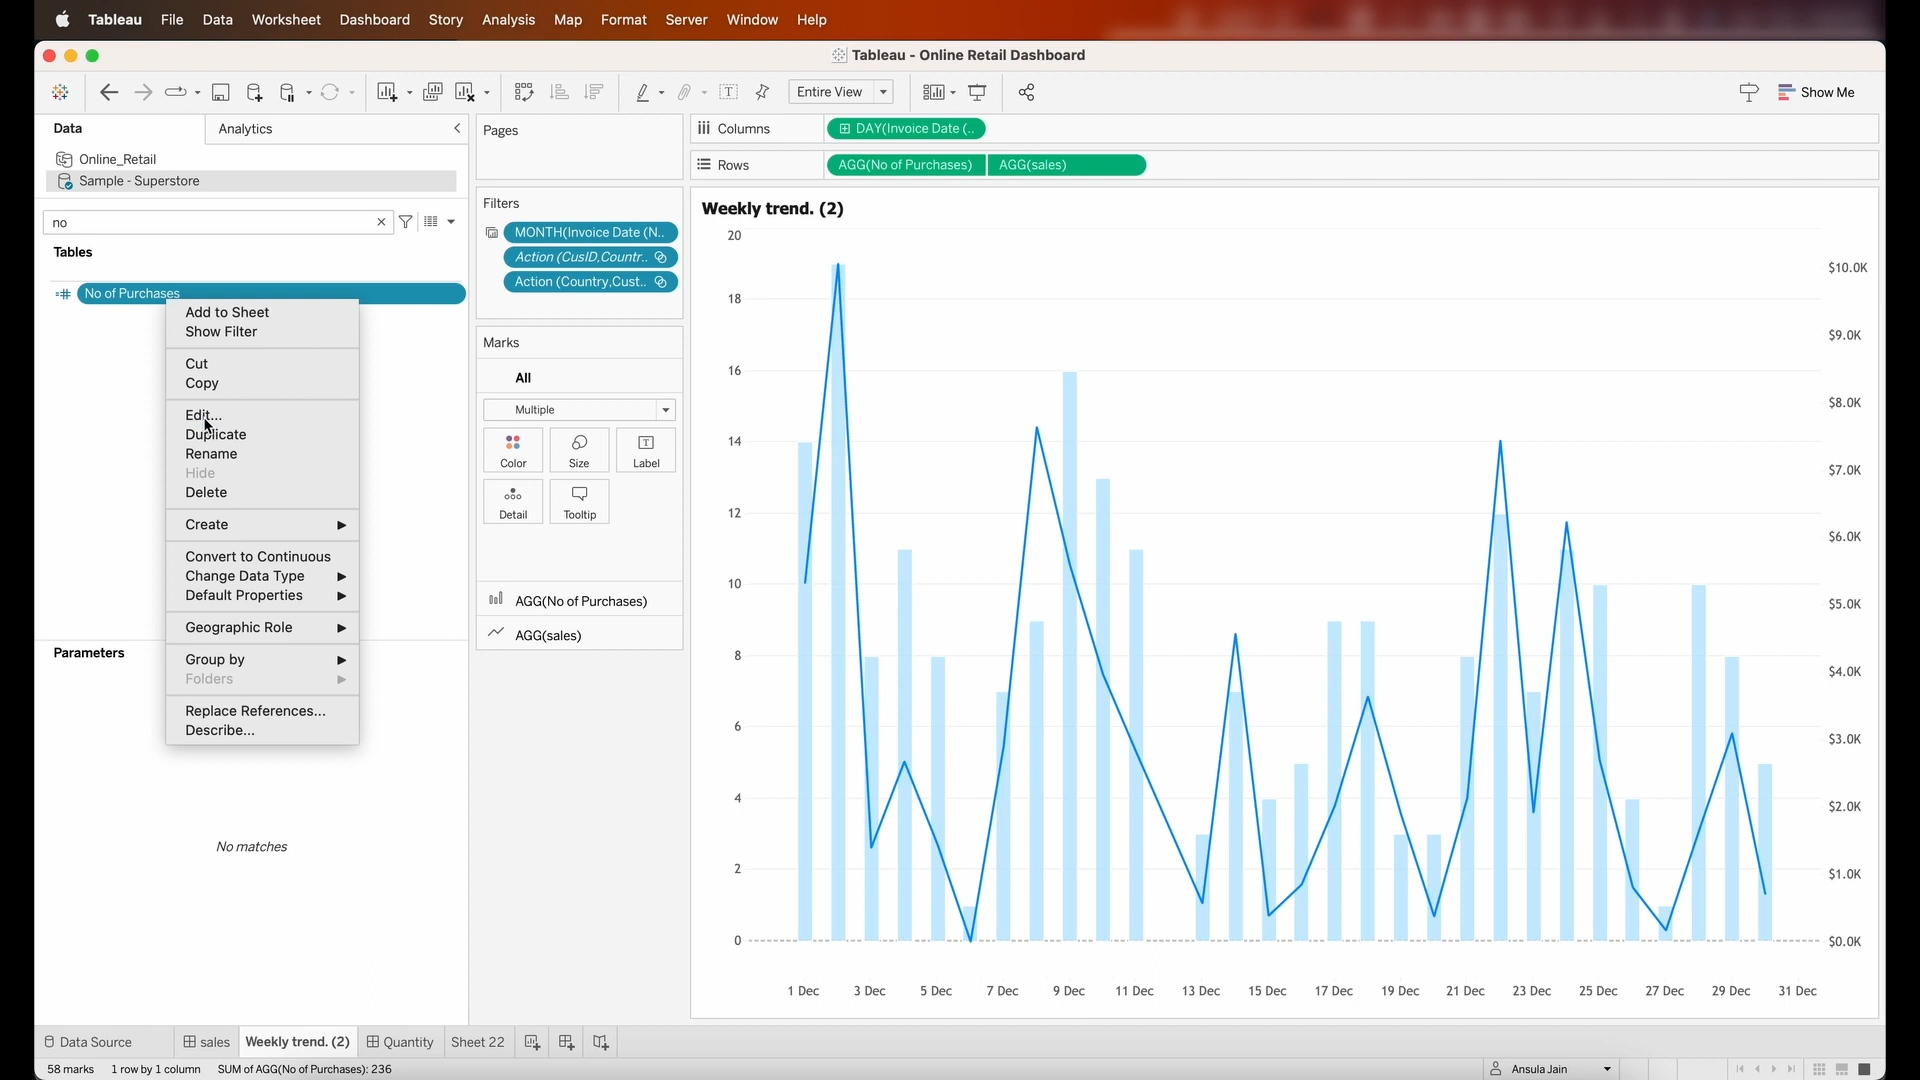 Tableau File Data Worksheet Dashboard Story Analysis Map Format Server Window Help
Tableau - Online Retail Dashboard
Entire View
Show Me
Data
Analytics
Online_Retail
Sample - Superstore
no
Tables
No of Purchases
Add to Sheet
Show Filter
Cut
Copy
Edit...
Duplicate
Rename
Hide
Delete
Create
Convert to Continuous
Change Data Type
Default Properties
Geographic Role
Group by
Folders
Replace References...
Describe...
Parameters
No matches
Pages
Filters
MONTH(Invoice Date (N..
Action (CusID,Countr..
Action (Country,Cust..
Marks
All
Multiple
Color Size Label
Detail Tooltip
AGG(No of Purchases)
AGG(sales)
Columns DAY(Invoice Date (..
Rows AGG(No of Purchases) AGG(sales)
Weekly trend. (2)
20
18
16
14
12
10
8
6
4
2
0
$10.0K
$9.0K
$8.0K
$7.0K
$6.0K
$5.0K
$4.0K
$3.0K
$2.0K
$1.0K
$0.0K
1 Dec 3 Dec 5 Dec 7 Dec 9 Dec 11 Dec 13 Dec 15 Dec 17 Dec 19 Dec 21 Dec 23 Dec 25 Dec 27 Dec 29 Dec 31 Dec
Data Source sales Weekly trend. (2) Quantity Sheet 22
58 marks 1 row by 1 column SUM of AGG(No of Purchases): 236 Ansula Jain